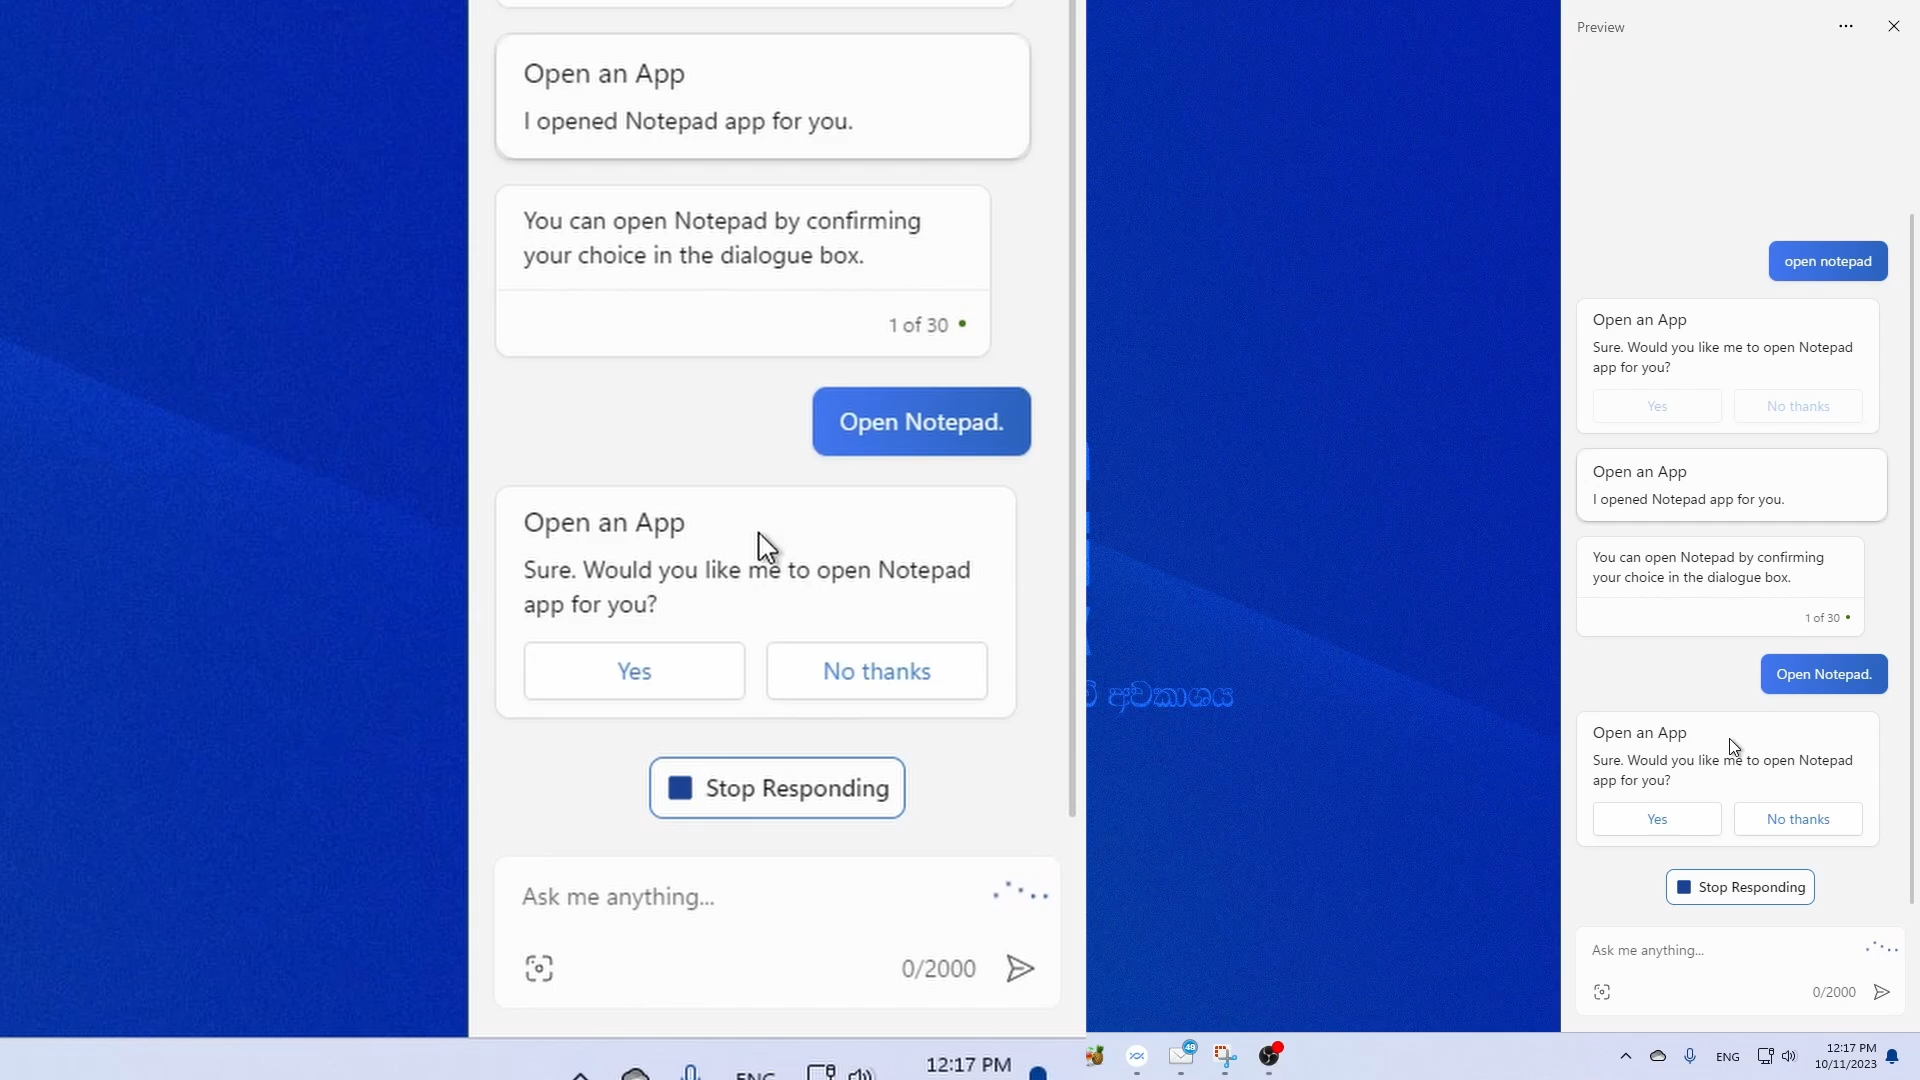 Open an App
I opened Notepad app for you.
You can open Notepad by confirming
your choice in the dialogue box.
1 of 30
Open Notepad.
Open an App
Sure. Would you like me to open Notepad
app for you?
Yes
No thanks
Stop Responding
Ask me anything...
0/2000
12:17 PM
අවකාශය
Preview
open notepad
Open an App
Sure. Would you like me to open Notepad
app for you?
Yes
No thanks
Open an App
I opened Notepad app for you.
You can open Notepad by confirming
your choice in the dialogue box.
1 of 30
Open Notepad.
Open an App
Sure. Would you like me to open Notepad
app for you?
Yes
No thanks
Stop Responding
Ask me anything...
0/2000
49
ENG
12:17 PM
10/11/2023